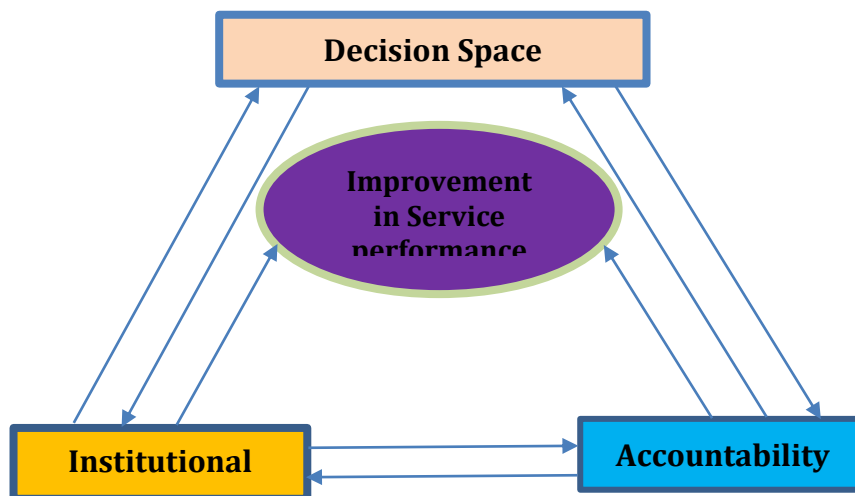 Decision Space
Improvement
in Service
performance
Institutional
Accountability